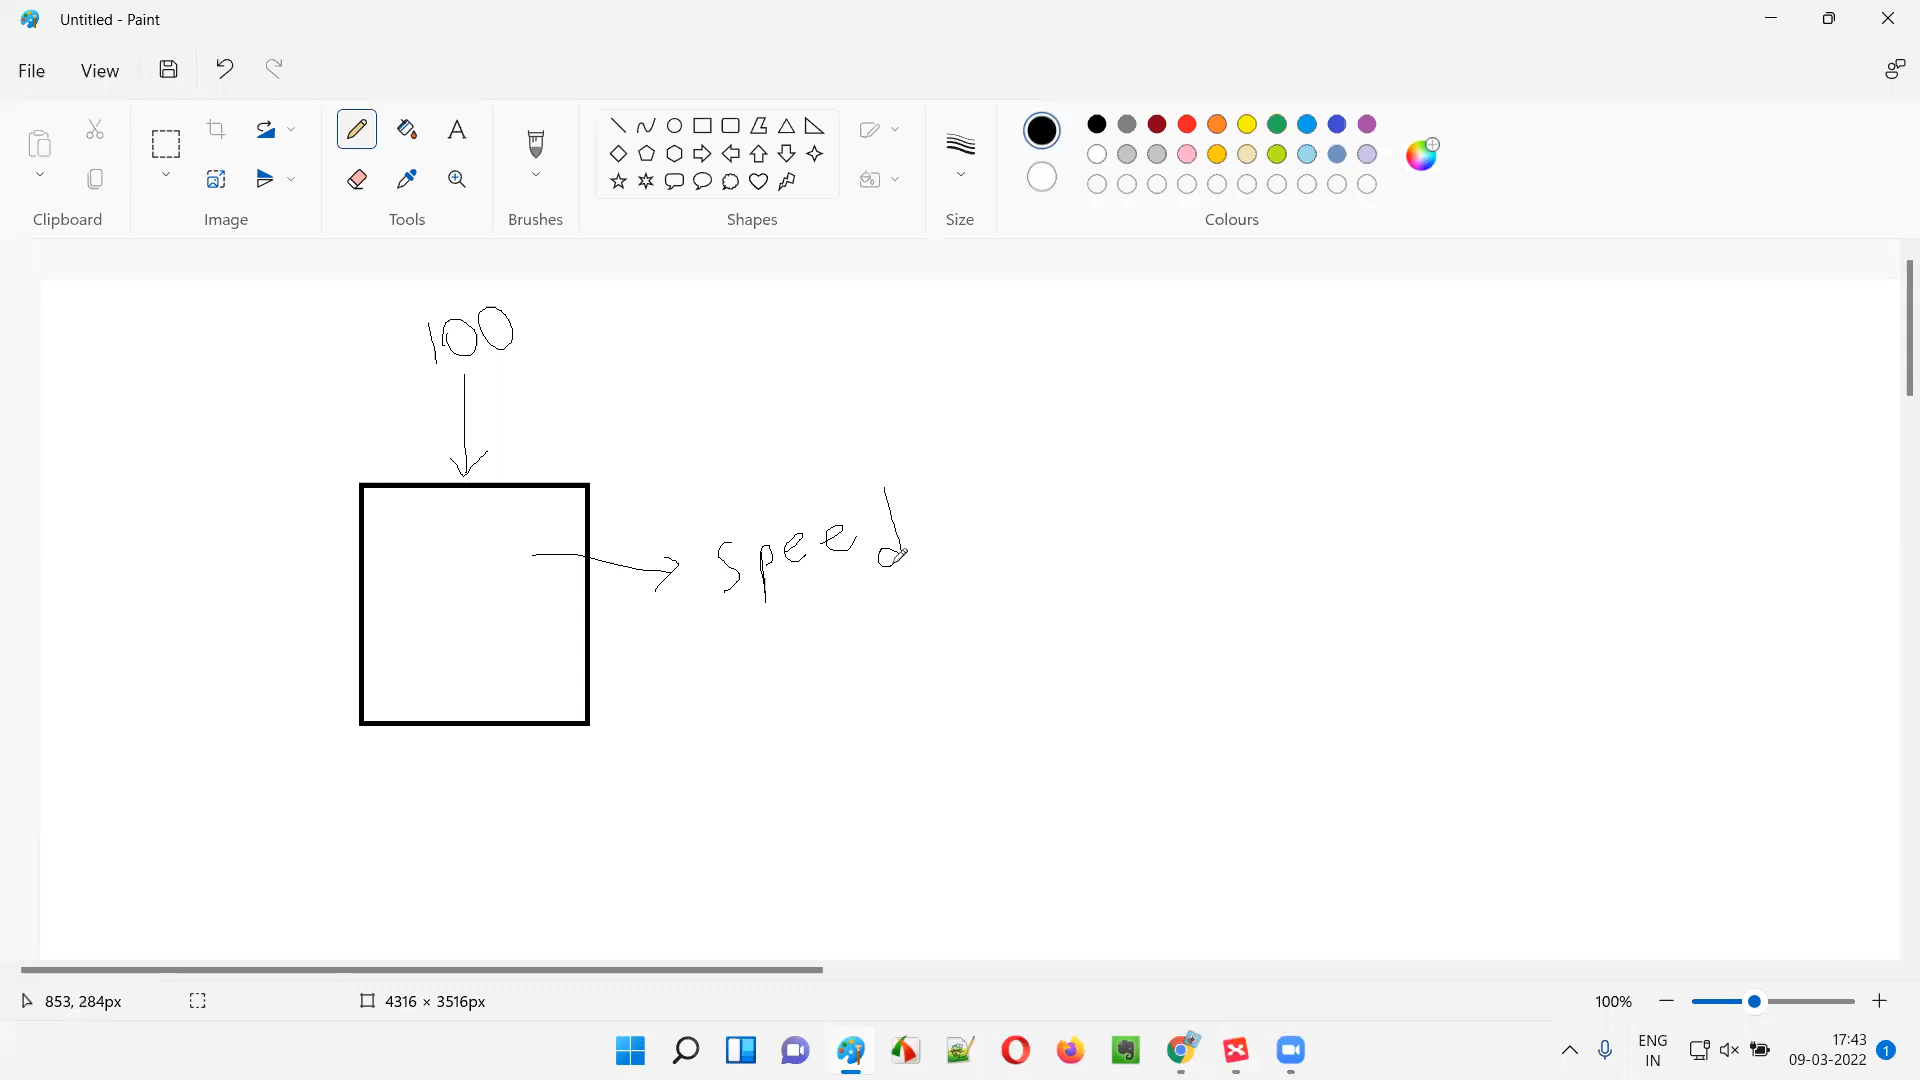 Untitled - Paint
File View
Clipboard Image Tools Brushes Shapes Size Colours
100
speed
853, 284px 4316 × 3516px 100%
ENG 17:43
IN 09-03-2022 1